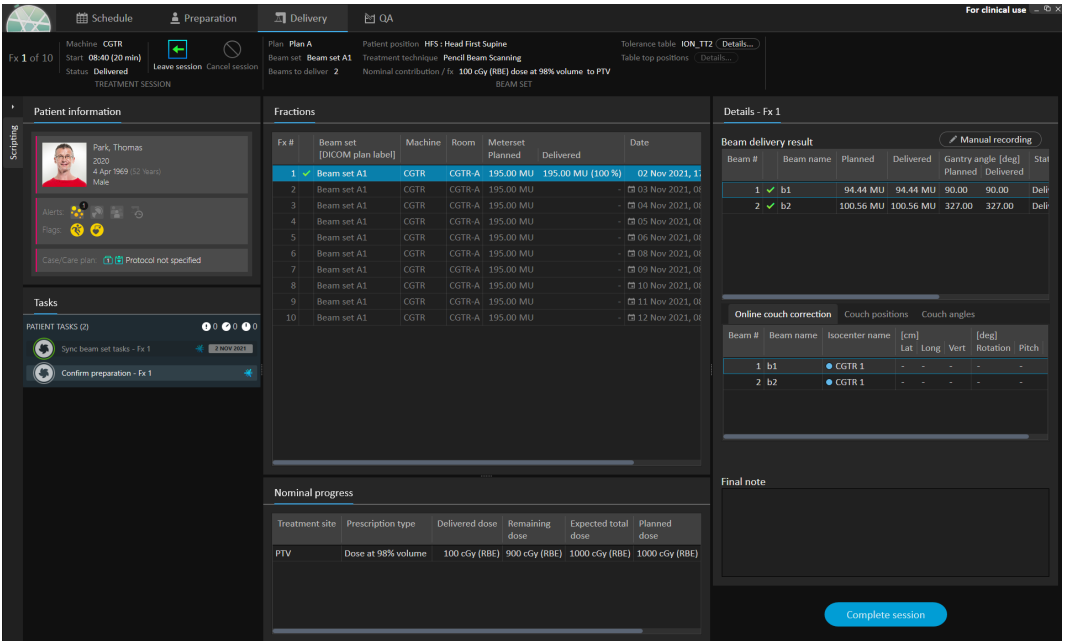 For clinical use
Schedule Preparation Delivery QA
Fx 1 of 10
Machine CGTR
Start 08:40 (20 min)
Status Delivered
Leave session Cancel session
TREATMENT SESSION
Plan Plan A Patient position HFS : Head First Supine Tolerance table ION_TT2 Details...
Beam set Beam set A1 Treatment technique Pencil Beam Scanning Table top positions Details...
Beams to deliver 2 Nominal contribution / fx 100 cGy (RBE) dose at 98% volume to PTV
BEAM SET
Scripting
Patient information
Park, Thomas
2020
4 Apr 1969 (52 Years)
Male
Alerts: 1
Flags:
Case/Care plan: Protocol not specified
Tasks
PATIENT TASKS (2) 0 0 0
Sync beam set tasks - Fx 1 2 NOV 2021
Confirm preparation - Fx 1
Fractions
Fx # Beam set Machine Room Meterset Date
[DICOM plan label] Planned Delivered
1 Beam set A1 CGTR CGTR-A 195.00 MU 195.00 MU (100 %) 02 Nov 2021, 17
2 Beam set A1 CGTR CGTR-A 195.00 MU - 03 Nov 2021, 08
3 Beam set A1 CGTR CGTR-A 195.00 MU - 04 Nov 2021, 08
4 Beam set A1 CGTR CGTR-A 195.00 MU - 05 Nov 2021, 08
5 Beam set A1 CGTR CGTR-A 195.00 MU - 06 Nov 2021, 08
6 Beam set A1 CGTR CGTR-A 195.00 MU - 08 Nov 2021, 08
7 Beam set A1 CGTR CGTR-A 195.00 MU - 09 Nov 2021, 08
8 Beam set A1 CGTR CGTR-A 195.00 MU - 10 Nov 2021, 08
9 Beam set A1 CGTR CGTR-A 195.00 MU - 11 Nov 2021, 08
10 Beam set A1 CGTR CGTR-A 195.00 MU - 12 Nov 2021, 08
Nominal progress
Treatment site Prescription type Delivered dose Remaining dose Expected total dose Planned dose
PTV Dose at 98% volume 100 cGy (RBE) 900 cGy (RBE) 1000 cGy (RBE) 1000 cGy (RBE)
Details - Fx 1
Beam delivery result Manual recording
Beam # Beam name Planned Delivered Gantry angle [deg] Stat
Planned Delivered
1 b1 94.44 MU 94.44 MU 90.00 90.00 Deli
2 b2 100.56 MU 100.56 MU 327.00 327.00 Deli
Online couch correction Couch positions Couch angles
Beam # Beam name Isocenter name [cm] [deg]
Lat Long Vert Rotation Pitch
1 b1 CGTR 1 - - - - -
2 b2 CGTR 1 - - - - -
Final note
Complete session